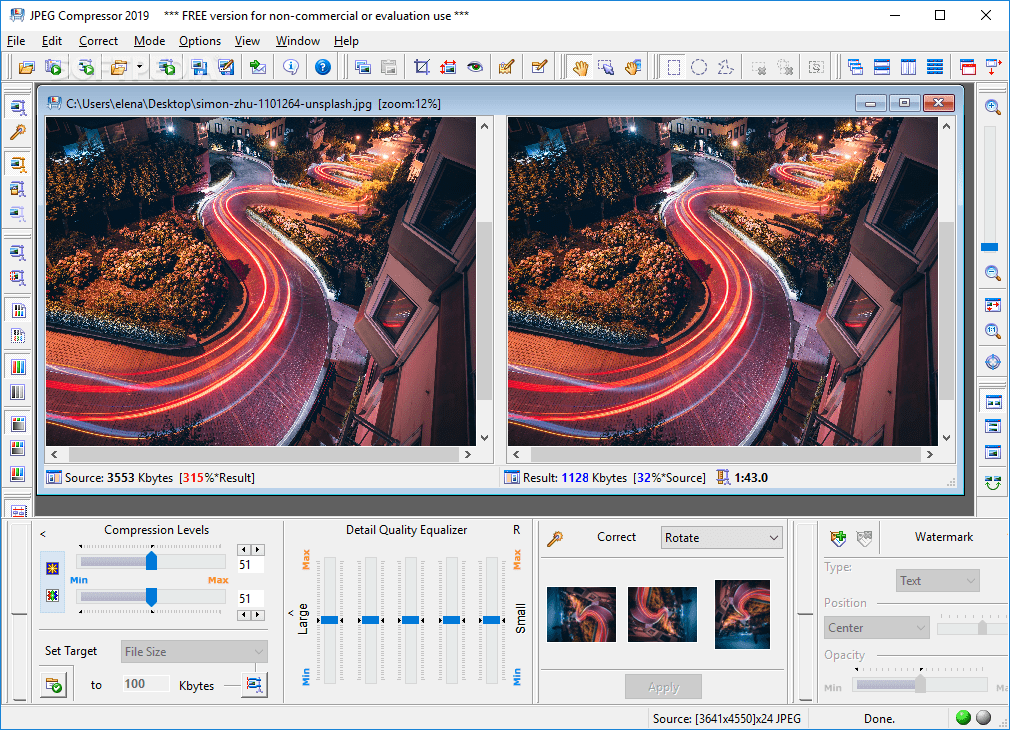 JPEG Compressor 2019 *** FREE version for non-commercial or evaluation use ***
File Edit Correct Mode Options View Window Help
C:\Users\elena\Desktop\simon-zhu-1101264-unsplash.jpg [zoom:12%]
1:1
Source: 3553 Kbytes [315%*Result]
Result: 1128 Kbytes [32%*Source] 1:43.0
< Compression Levels
51
Min Max
51
Set Target File Size
to 100 Kbytes
Detail Quality Equalizer R
Max Max
< Large
Small
Min Min
Correct Rotate
Apply
Watermark
Type:
Text
Position
Center
Opacity
Min Ma
Source: [3641x4550]x24 JPEG Done.